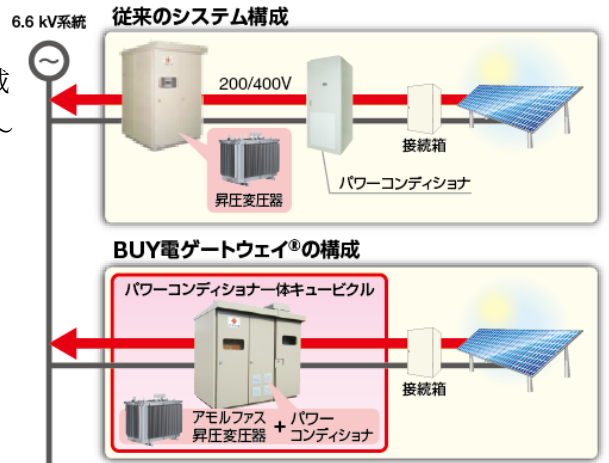 6.6 kV系統
従来のシステム構成
200/400V
接続箱
パワーコンディショナ
昇圧変圧器
BUY電ゲートウェイ®の構成
パワーコンディショナ一体キュービクル
接続箱
アモルファス
昇圧変圧器
+
パワー
コンディショナ